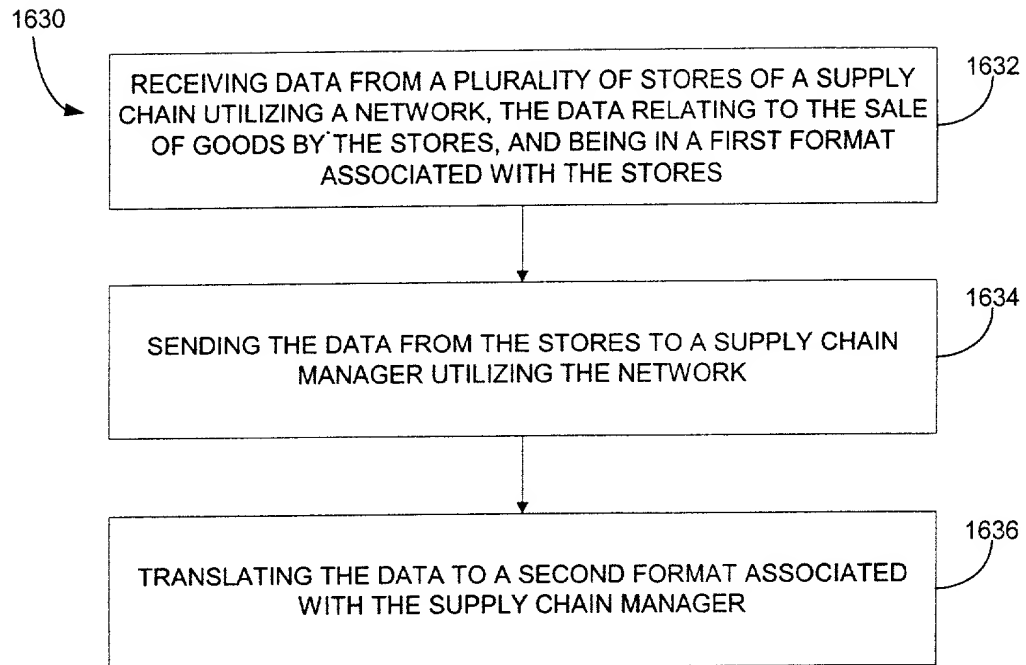 1630
RECEIVING DATA FROM A PLURALITY OF STORES OF A SUPPLY
CHAIN UTILIZING A NETWORK, THE DATA RELATING TO THE SALE
OF GOODS BY THE STORES, AND BEING IN A FIRST FORMAT
ASSOCIATED WITH THE STORES
1632
SENDING THE DATA FROM THE STORES TO A SUPPLY CHAIN
MANAGER UTILIZING THE NETWORK
1634
TRANSLATING THE DATA TO A SECOND FORMAT ASSOCIATED
WITH THE SUPPLY CHAIN MANAGER
1636